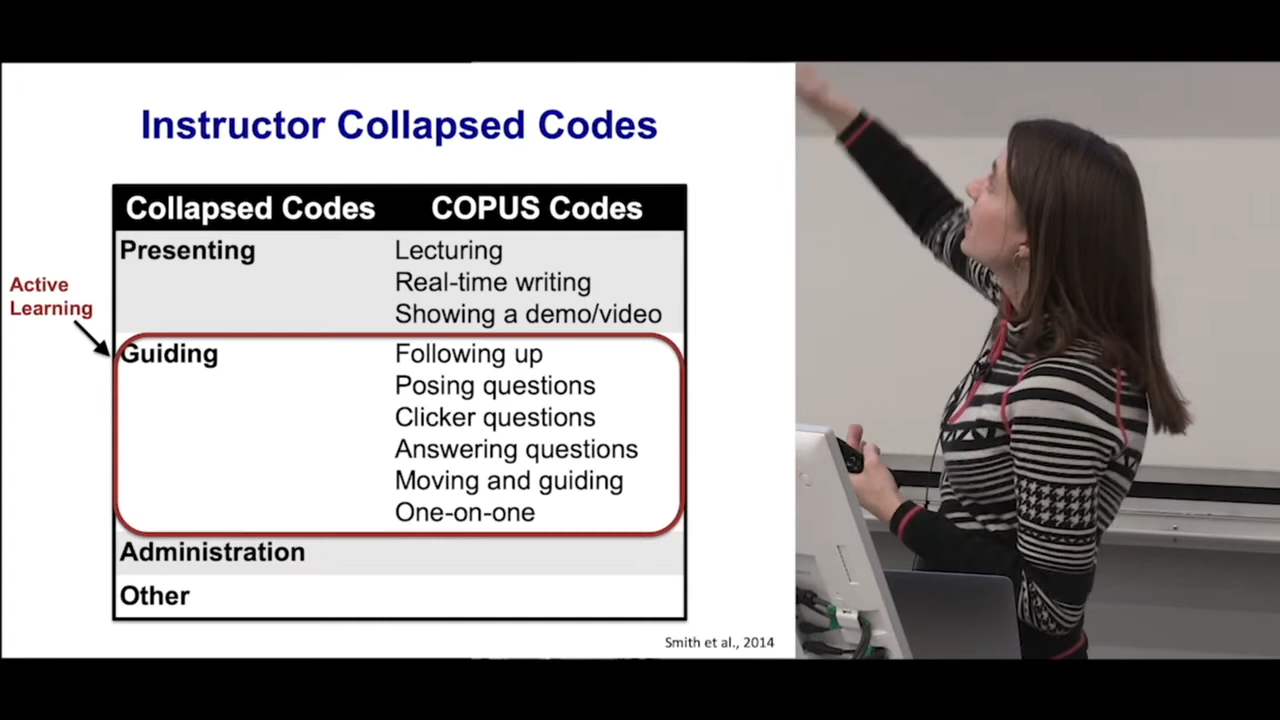 Instructor Collapsed Codes
Collapsed Codes COPUS Codes
Presenting Lecturing
Real-time writing
Showing a demo/video
Active
Learning
Guiding Following up
Posing questions
Clicker questions
Answering questions
Moving and guiding
One-on-one
Administration
Other
Smith et al., 2014